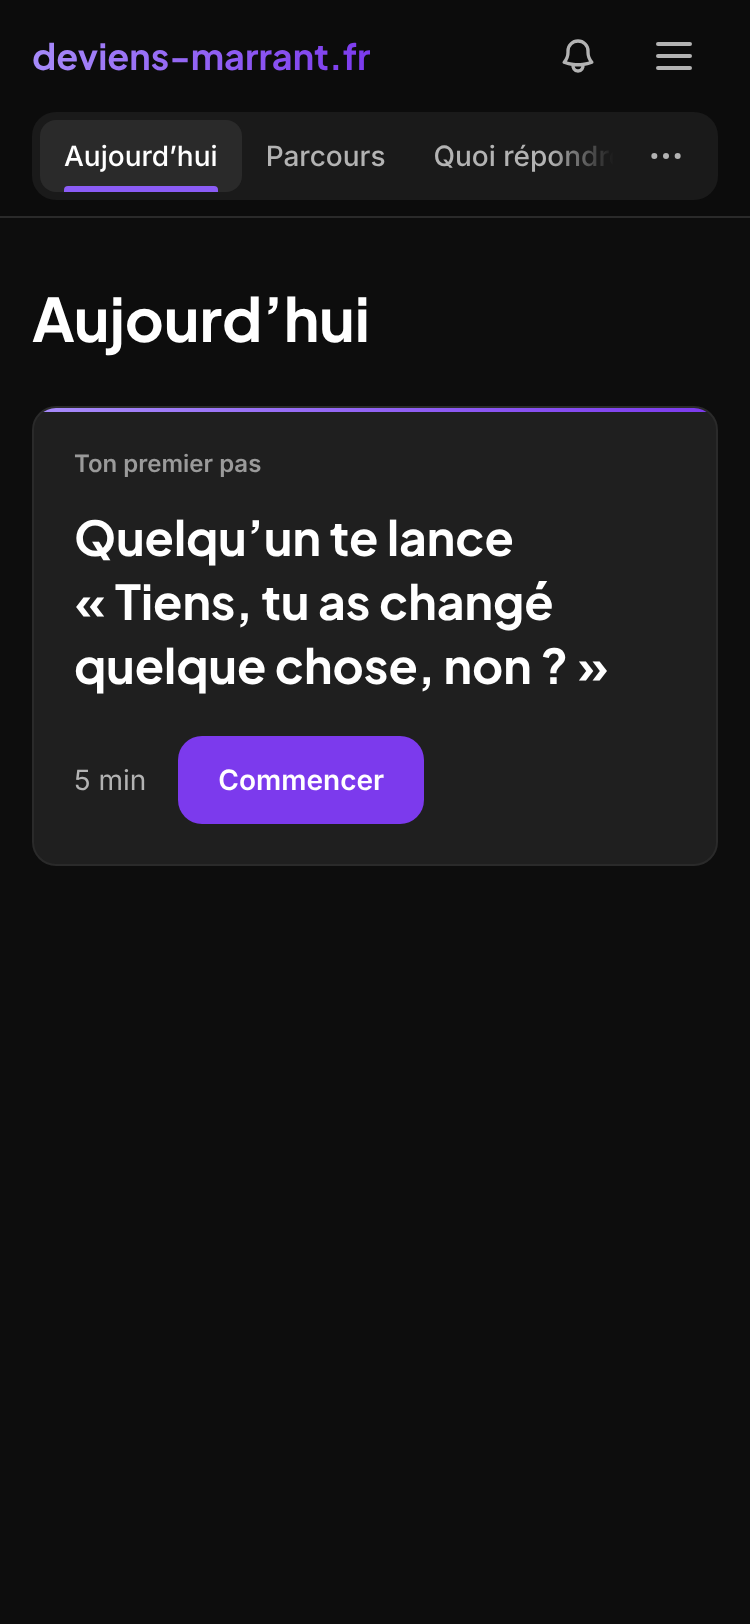 deviens-marrant.fr
Aujourd’hui Parcours Quoi répondr
Aujourd’hui
Ton premier pas
Quelqu’un te lance
« Tiens, tu as changé
quelque chose, non ? »
5 min Commencer